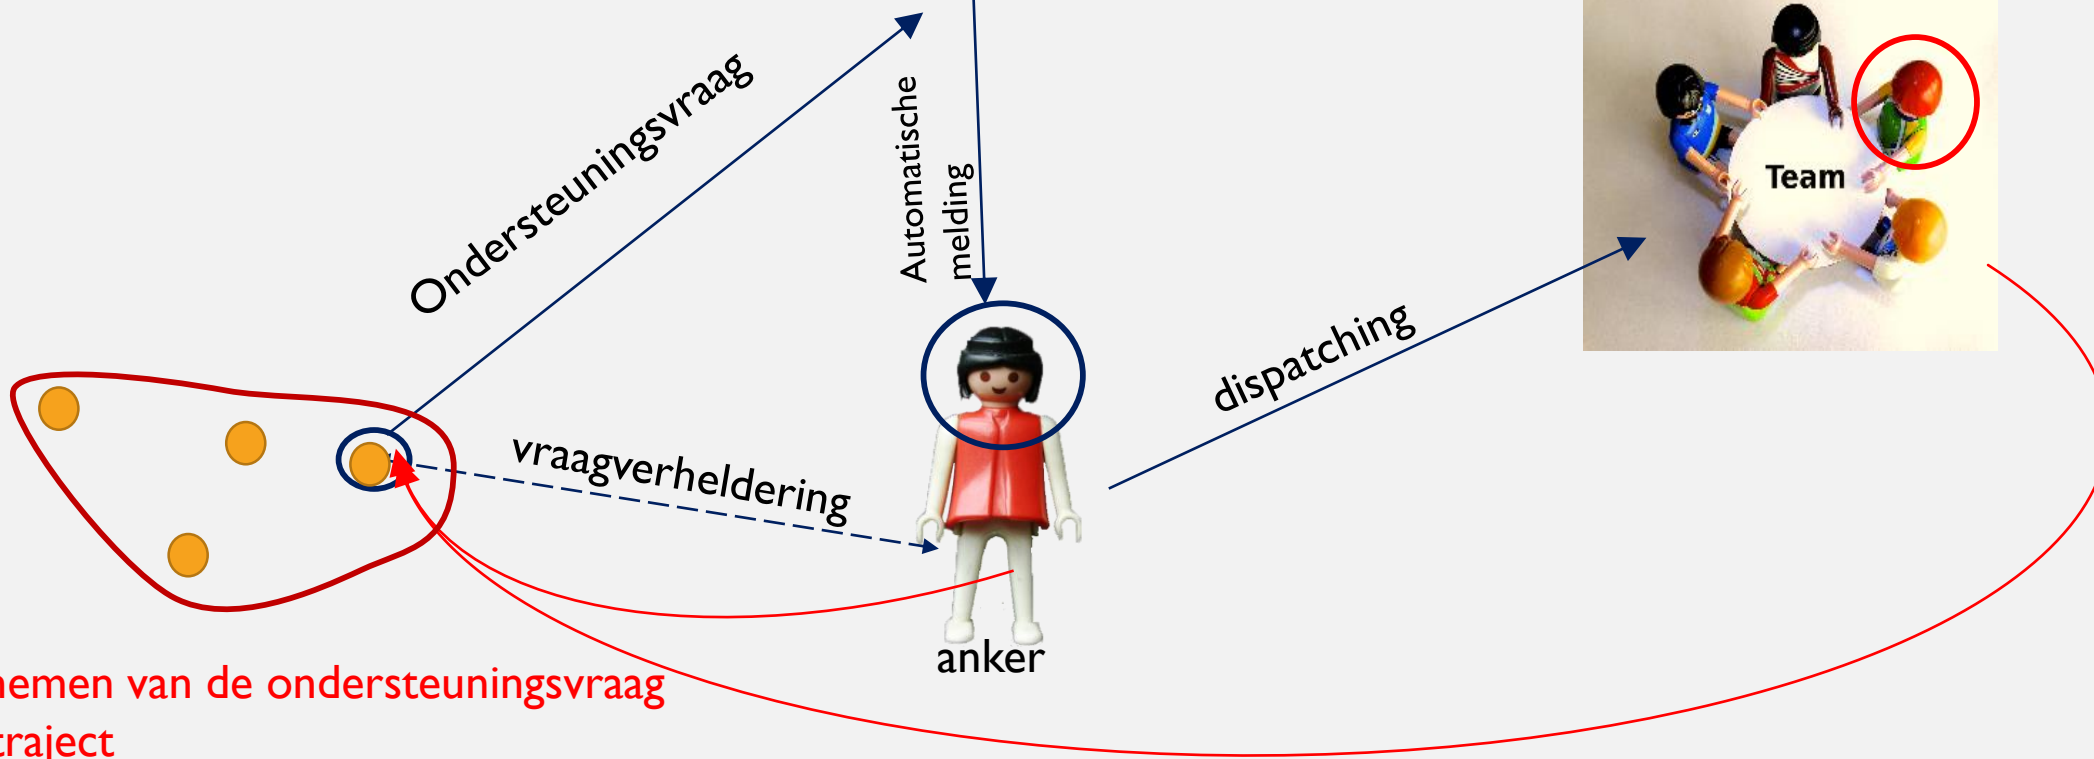 Ondersteuningsvraag
Automatische
melding
Team
dispatching
vraagverheldering
anker
nemen van de ondersteuningsvraag
traject